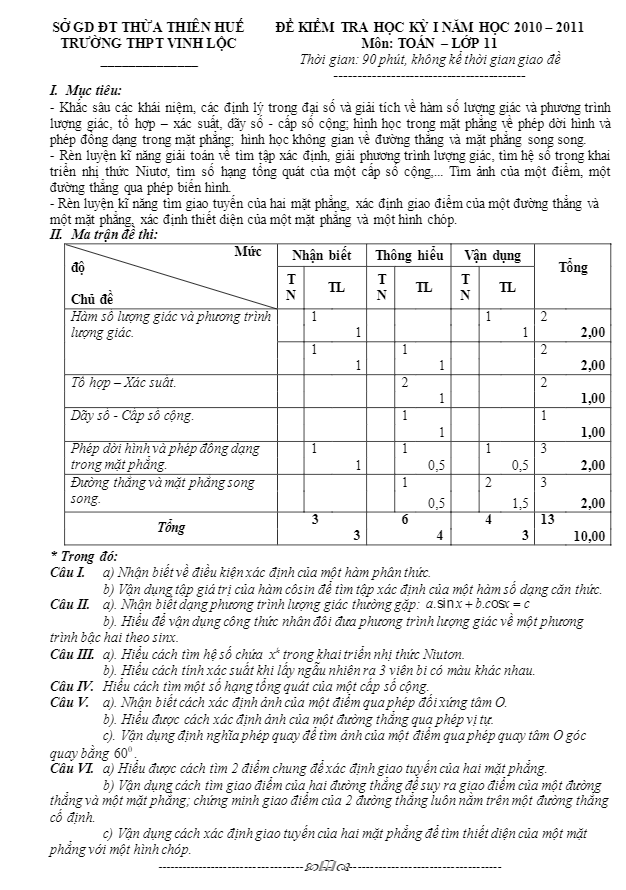 SỞ GD ĐT THỪA THIÊN HUẾ ĐỀ KIỂM TRA HỌC KỲ I NĂM HỌC 2010 – 2011
TRƯỜNG THPT VINH LỘC Môn: TOÁN – LỚP 11
Thời gian: 90 phút, không kể thời gian giao đề
I. Mục tiêu:
- Khắc sâu các khái niệm, các định lý trong đại số và giải tích về hàm số lượng giác và phương trình
lượng giác, tổ hợp – xác suất, dãy số - cấp số cộng; hình học trong mặt phẳng về phép dời hình và
phép đồng dạng trong mặt phẳng; hình học không gian về đường thẳng và mặt phẳng song song.
- Rèn luyện kĩ năng giải toán về tìm tập xác định, giải phương trình lượng giác, tìm hệ số trong khai
triển nhị thức Niutơ, tìm số hạng tổng quát của một cấp số cộng,... Tìm ảnh của một điểm, một
đường thẳng qua phép biến hình.
- Rèn luyện kĩ năng tìm giao tuyến của hai mặt phẳng, xác định giao điểm của một đường thẳng và
một mặt phẳng, xác định thiết diện của một mặt phẳng và một hình chóp.
II. Ma trận đề thi:
Mức độ Nhận biết Thông hiểu Vận dụng Tổng
Chủ đề TN TL TN TL TN TL
Hàm số lượng giác và phương trình 1 1 2
lượng giác. 1 1 2,00
1 1 2
1 1 2,00
Tổ hợp – Xác suất. 2 2
1 1,00
Dãy số - Cấp số cộng. 1 1
1 1,00
Phép dời hình và phép đồng dạng 1 1 1 3
trong mặt phẳng. 1 0,5 0,5 2,00
Đường thẳng và mặt phẳng song 1 2 3
song. 0,5 1,5 2,00
Tổng 3 6 4 13
3 4 3 10,00
* Trong đó:
Câu I. a) Nhận biết về điều kiện xác định của một hàm phân thức.
b) Vận dụng tập giá trị của hàm côsin để tìm tập xác định của một hàm số dạng căn thức.
Câu II. a). Nhận biết dạng phương trình lượng giác thường gặp: a.sinx + b.cosx = c
b). Hiểu để vận dụng công thức nhân đôi đưa phương trình lượng giác về một phương
trình bậc hai theo sinx.
Câu III. a). Hiểu cách tìm hệ số chứa xᵏ trong khai triển nhị thức Niuton.
b). Hiểu cách tính xác suất khi lấy ngẫu nhiên ra 3 viên bi có màu khác nhau.
Câu IV. Hiểu cách tìm một số hạng tổng quát của một cấp số cộng.
Câu V. a). Nhận biết cách xác định ảnh của một điểm qua phép đối xứng tâm O.
b). Hiểu được cách xác định ảnh của một đường thẳng qua phép vị tự.
c). Vận dụng định nghĩa phép quay để tìm ảnh của một điểm qua phép quay tâm O góc
quay bằng 60⁰.
Câu VI. a) Hiểu được cách tìm 2 điểm chung để xác định giao tuyến của hai mặt phẳng.
b) Vận dụng cách tìm giao điểm của hai đường thẳng để suy ra giao điểm của một đường
thẳng và một mặt phẳng; chứng minh giao điểm của 2 đường thẳng luôn nằm trên một đường thẳng
cố định.
c) Vận dụng cách xác định giao tuyến của hai mặt phẳng để tìm thiết diện của một mặt
phẳng với một hình chóp.